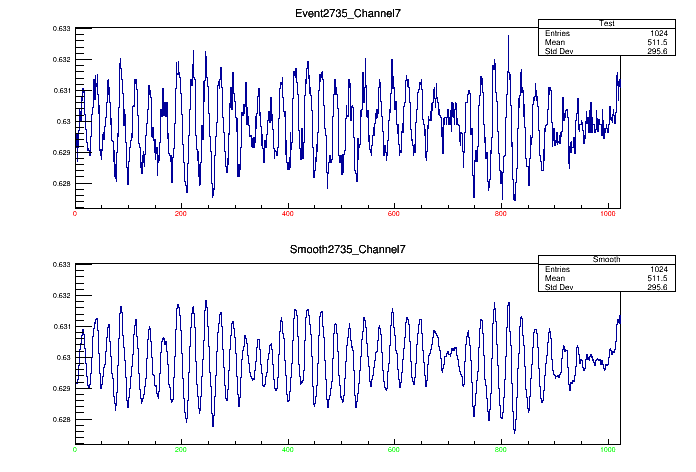 Event2735_Channel7
Test
Entries 1024
Mean 511.5
Std Dev 295.6
0.633
0.632
0.631
0.63
0.629
0.628
0 200 400 600 800 1000
Smooth2735_Channel7
Smooth
Entries 1024
Mean 511.5
Std Dev 295.6
0.633
0.632
0.631
0.63
0.629
0.628
0 200 400 600 800 1000